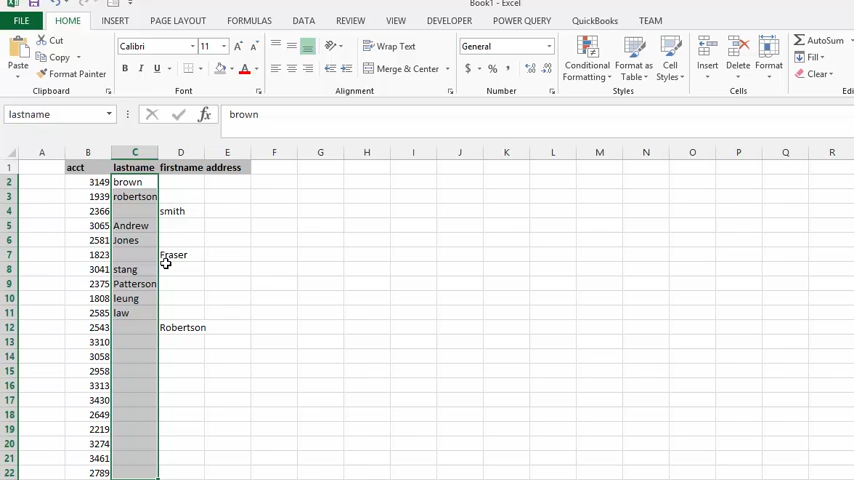 Book1 - Excel
FILE HOME INSERT PAGE LAYOUT FORMULAS DATA REVIEW VIEW DEVELOPER POWER QUERY QuickBooks TEAM
Cut
Copy
Format Painter
Paste
Clipboard
Calibri 11
B I U
Font
Wrap Text
Merge & Center
Alignment
General
$ % ,
Number
Conditional Formatting
Format as Table
Cell Styles
Styles
Insert Delete Format
Cells
AutoSum
Fill
Clear
lastname fx brown
A B C D E F G H I J K L M N O P Q R
1 acct lastname firstname address
2 3149 brown
3 1939 robertson
4 2366 smith
5 3065 Andrew
6 2581 Jones
7 1823 Fraser
8 3041 stang
9 2375 Patterson
10 1808 leung
11 2585 law
12 2543 Robertson
13 3310
14 3058
15 2958
16 3313
17 3430
18 2649
19 2219
20 3274
21 3461
22 2789